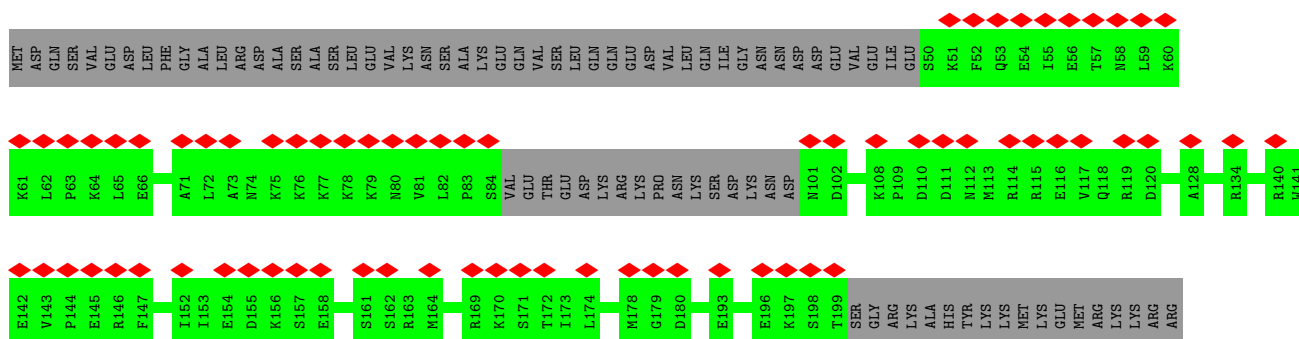 MET ASP GLN SER VAL GLU ASP LEU PHE GLY ALA LEU ARG ASP ALA SER ALA SER LEU GLU VAL LYS ASN SER ALA LYS GLU GLN VAL SER LEU GLN GLN GLU ASP VAL LEU GLN ILE GLY ASN ASN ASP ASP GLU VAL GLU ILE GLU S50 K51 F52 Q53 E54 I55 E56 T57 N58 L59 K60
K61 L62 P63 K64 L65 E66 A71 L72 A73 N74 K75 K76 K77 K78 K79 N80 V81 L82 P83 S84 VAL GLU THR GLU ASP LYS ARG LYS PRO ASN LYS SER ASP LYS ASN ASP N101 D102 K108 P109 D110 D111 N112 M113 R114 R115 E116 V117 Q118 R119 D120 A128 R134 R140 W141
E142 V143 P144 E145 R146 F147 I152 I153 E154 D155 K156 S157 E158 S161 S162 R163 M164 R169 K170 S171 T172 I173 L174 M178 G179 D180 E193 E196 K197 S198 T199 SER GLY ARG LYS ALA HIS TYR LYS LYS MET LYS GLU MET ARG LYS LYS ARG ARG